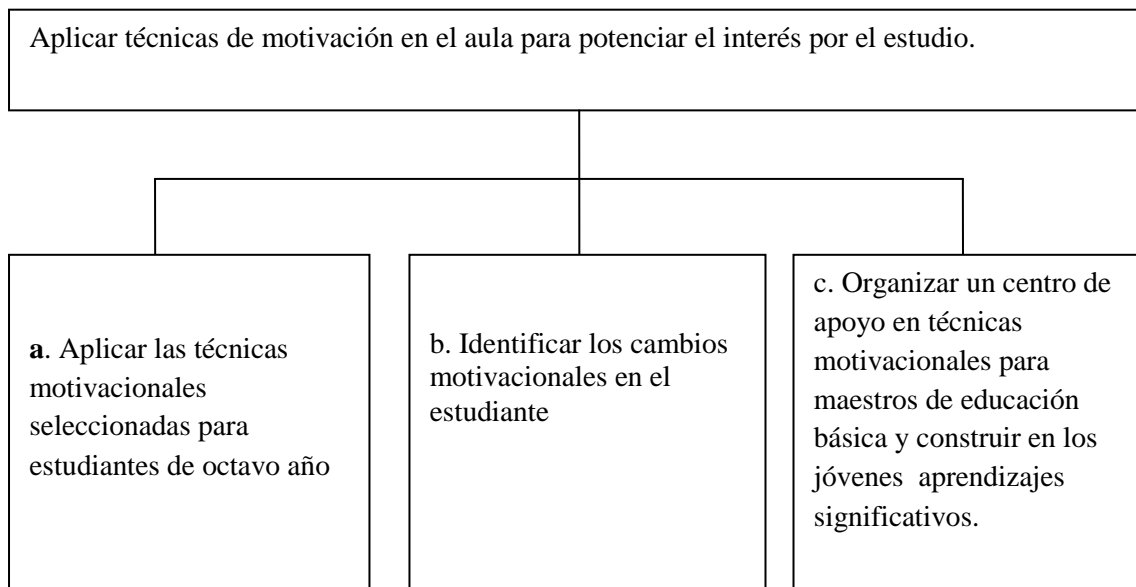 Aplicar técnicas de motivación en el aula para potenciar el interés por el estudio.
a. Aplicar las técnicas
motivacionales
seleccionadas para
estudiantes de octavo año
b. Identificar los cambios
motivacionales en el
estudiante
c. Organizar un centro de
apoyo en técnicas
motivacionales para
maestros de educación
básica y construir en los
jóvenes  aprendizajes
significativos.